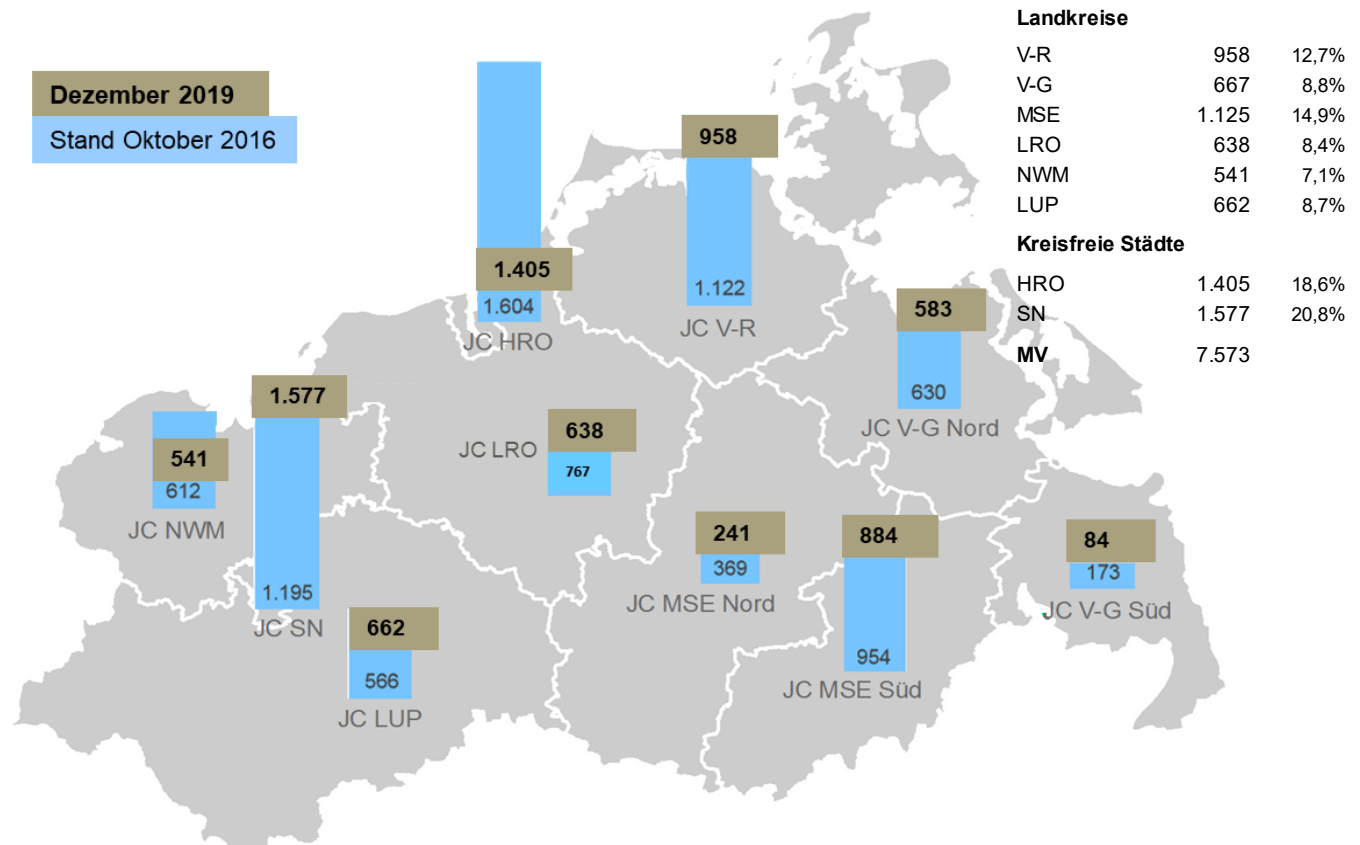 Dezember 2019
Stand Oktober 2016
Landkreise
V-R 958 12,7%
V-G 667 8,8%
MSE 1.125 14,9%
LRO 638 8,4%
NWM 541 7,1%
LUP 662 8,7%
Kreisfreie Städte
HRO 1.405 18,6%
SN 1.577 20,8%
MV 7.573
958
1.122
JC V-R
1.405
1.604
JC HRO
583
630
JC V-G Nord
1.577
1.195
JC SN
541
612
JC NWM
JC LRO
638
767
241
369
JC MSE Nord
884
954
JC MSE Süd
84
173
JC V-G Süd
662
566
JC LUP